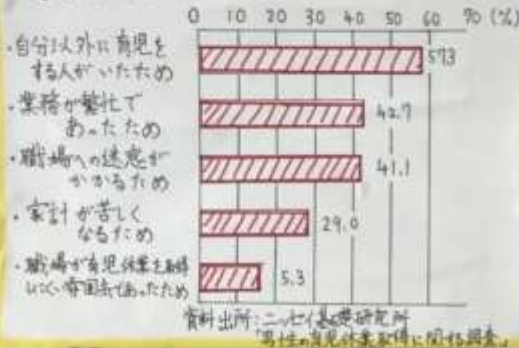 0 10 20 30 40 50 60 70 (%)
・自分以外に育児を
する人がいたため
57.3
・業務が繁忙で
あったため
42.7
・職場への迷惑が
かかるため
41.1
・家計が苦しく
なるため
29.0
・職場が育児休業を取得
しにくい雰囲気であったため
5.3
資料出所:ニッセイ基礎研究所
「男性の育児休業取得に関する調査」